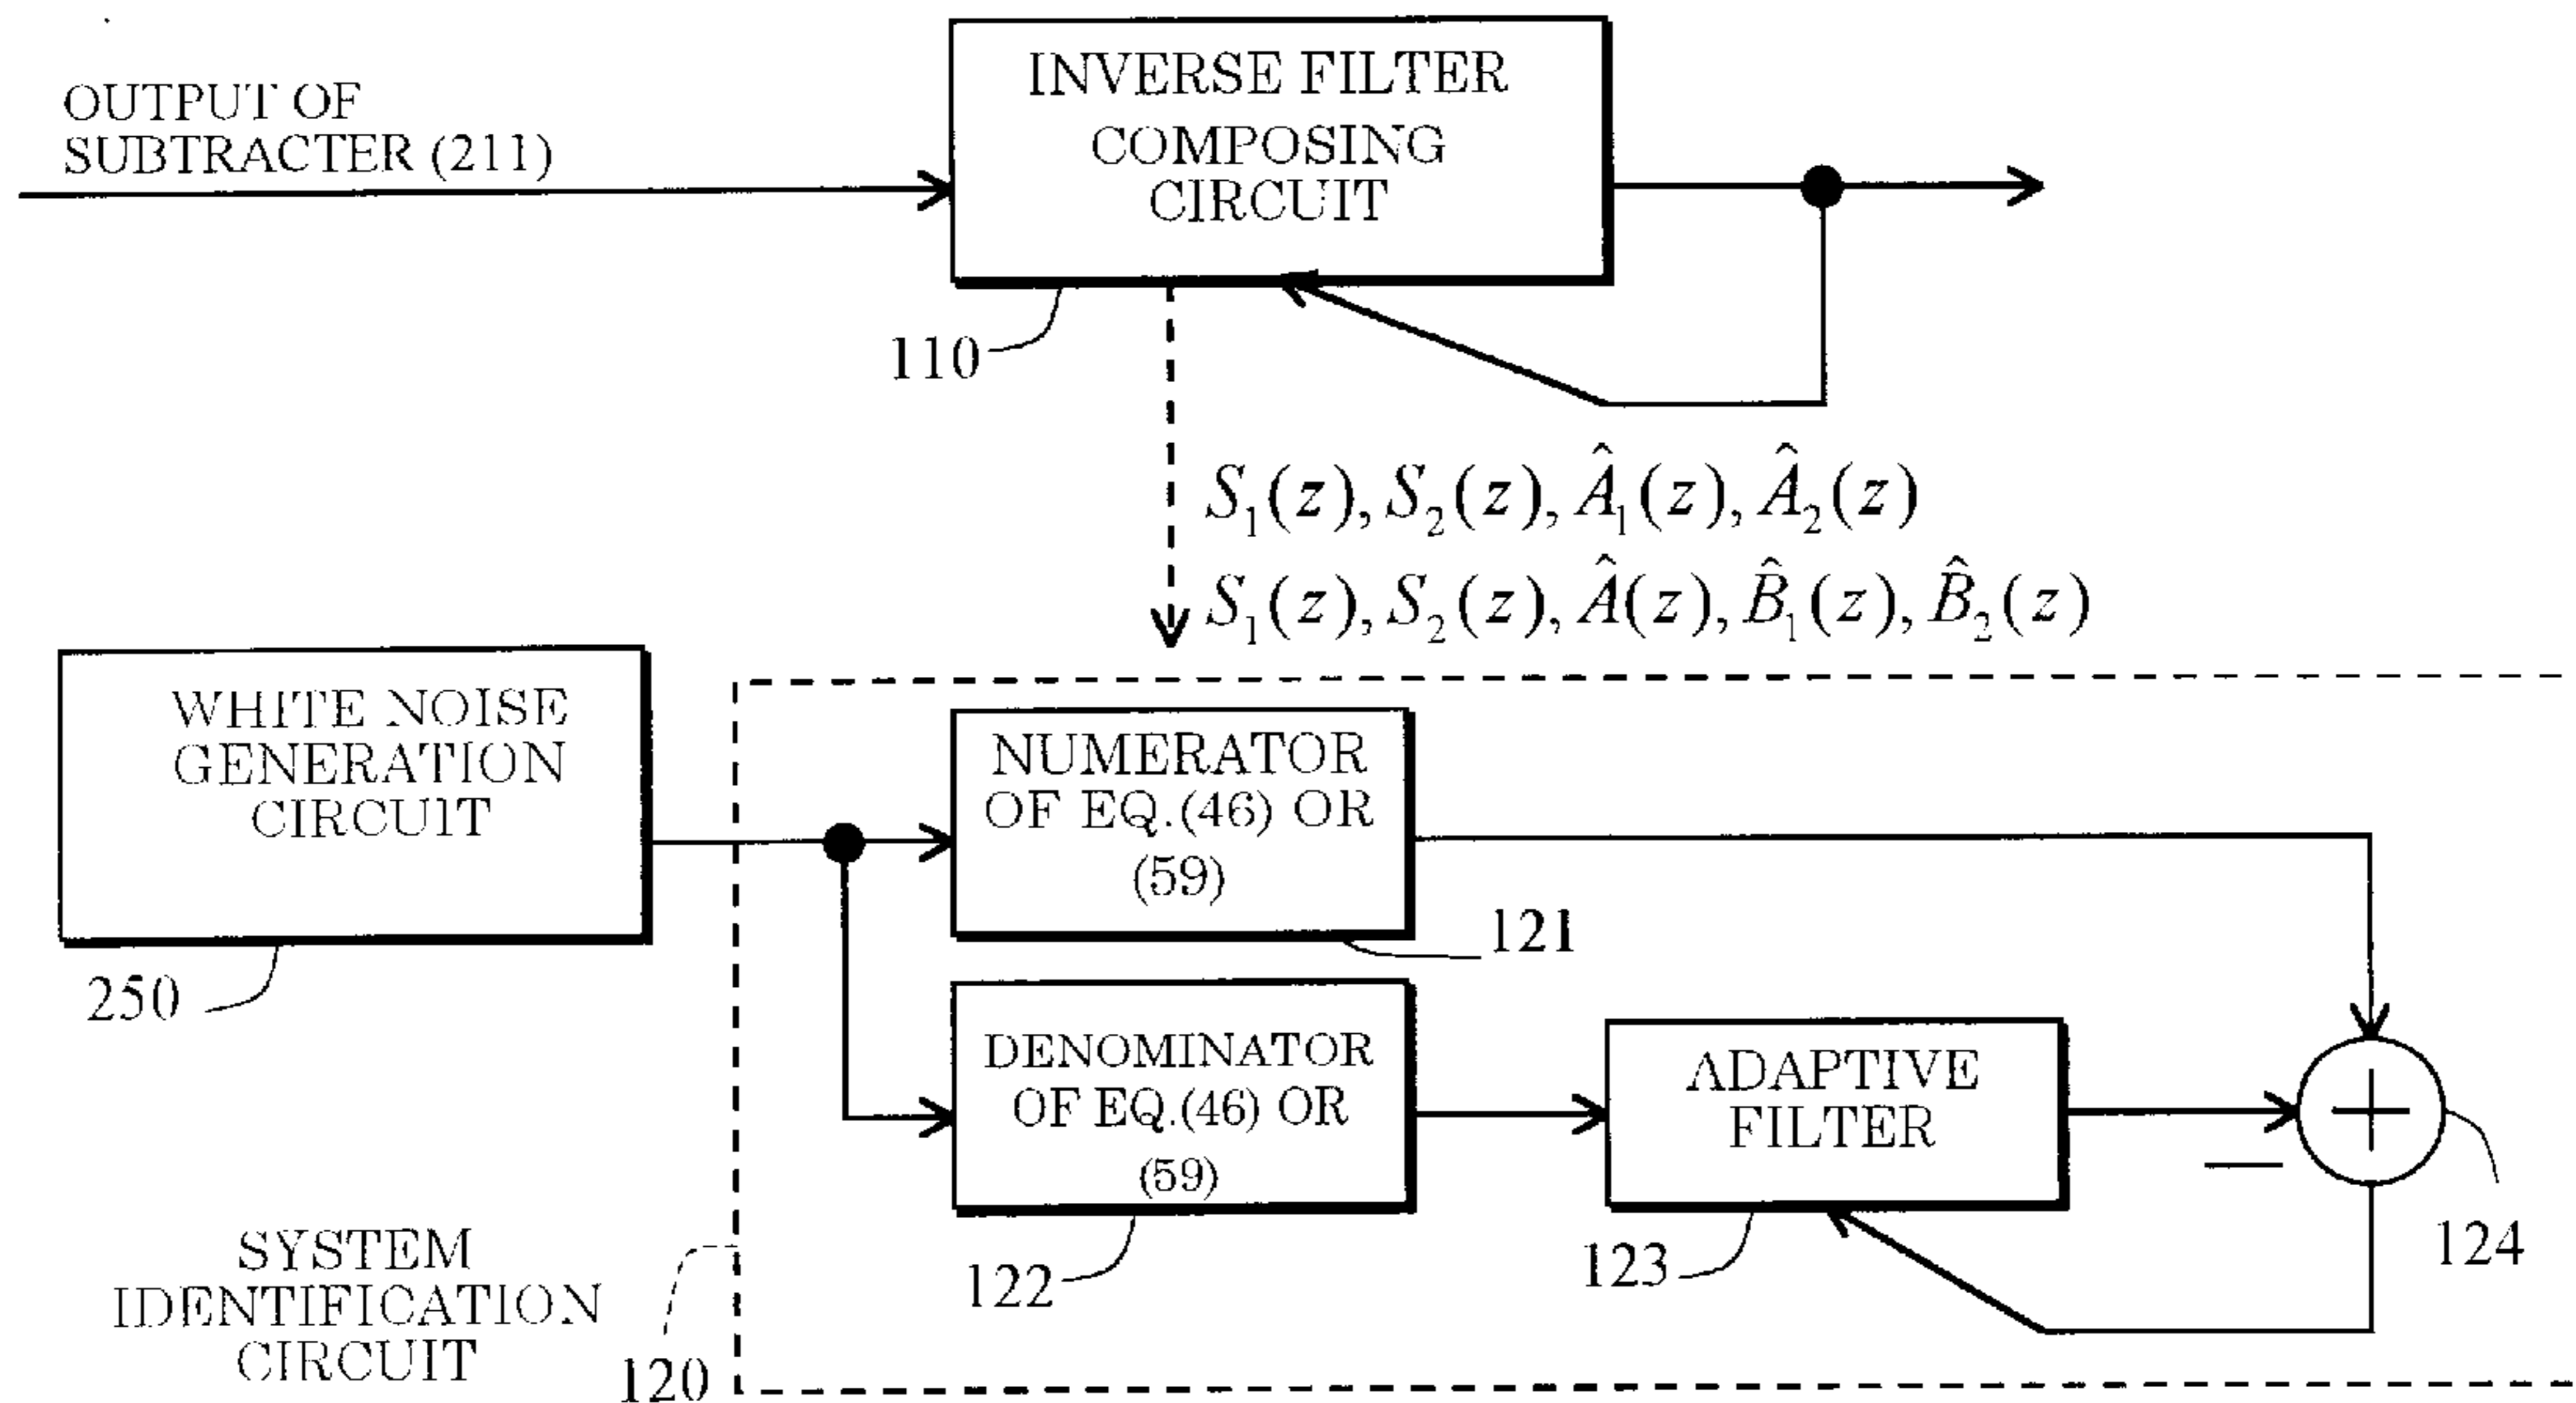 OUTPUT OF
SUBTRACTER (211)
INVERSE FILTER
COMPOSING
CIRCUIT
110
S₁(z), S₂(z), Â₁(z), Â₂(z)
S₁(z), S₂(z), Â(z), B̂₁(z), B̂₂(z)
WHITE NOISE
GENERATION
CIRCUIT
250
NUMERATOR
OF EQ.(46) OR
(59)
121
DENOMINATOR
OF EQ.(46) OR
(59)
122
ADAPTIVE
FILTER
123
+
−
124
SYSTEM
IDENTIFICATION
CIRCUIT
120